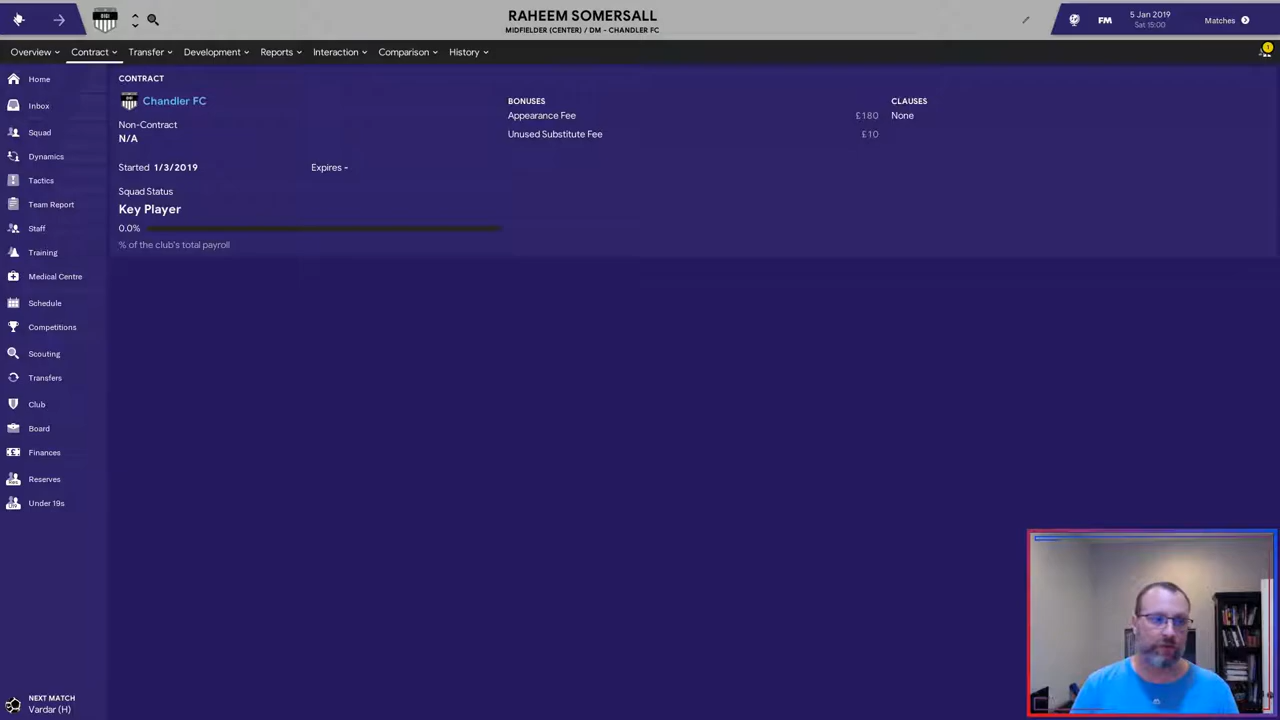 RAHEEM SOMERSALL
MIDFIELDER (CENTER) / DM - CHANDLER FC
FM
5 Jan 2019
Sat 15:00
Matches
1
Overview
Contract
Transfer
Development
Reports
Interaction
Comparison
History
Home
Inbox
Squad
Dynamics
Tactics
Team Report
Staff
Training
Medical Centre
Schedule
Competitions
Scouting
Transfers
Club
Board
Finances
Reserves
Under 19s
NEXT MATCH
Vardar (H)
CONTRACT
Chandler FC
Non-Contract
N/A
Started 1/3/2019
Expires -
Squad Status
Key Player
0.0%
% of the club's total payroll
BONUSES
Appearance Fee £180
Unused Substitute Fee £10
CLAUSES
None